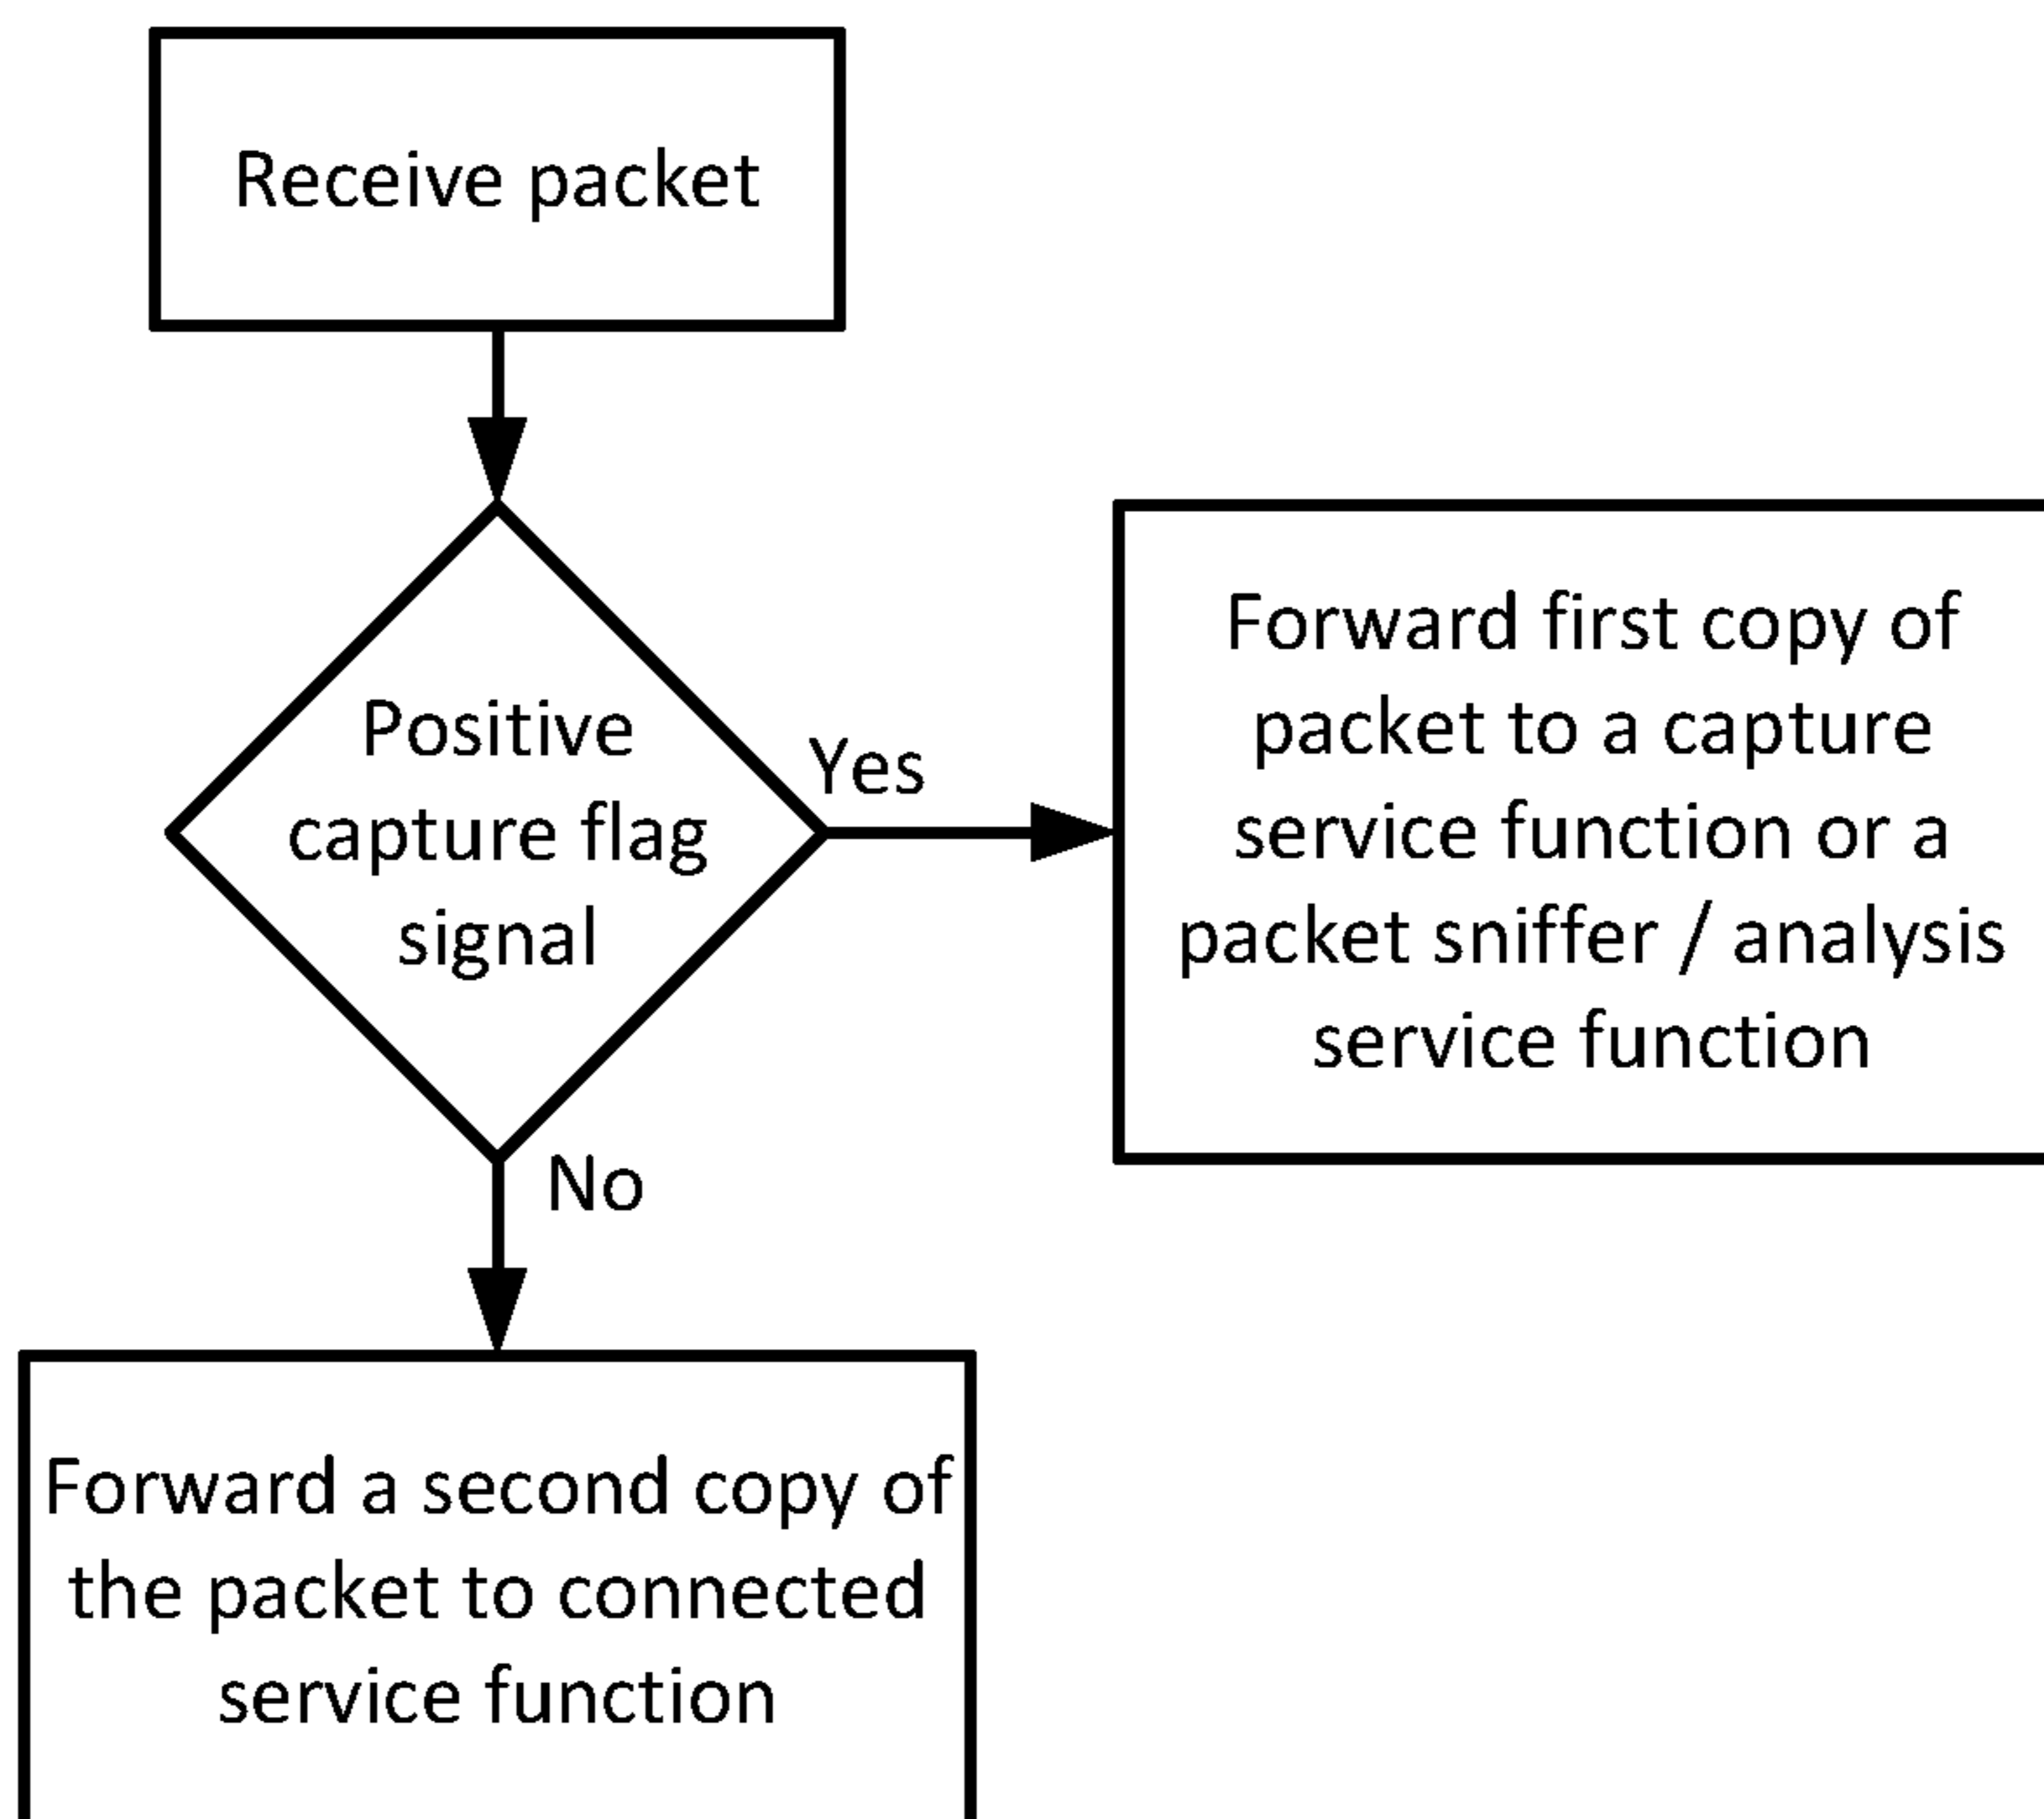 Receive packet
Positive
capture flag
signal
Yes
Forward first copy of
packet to a capture
service function or a
packet sniffer / analysis
service function
No
Forward a second copy of
the packet to connected
service function